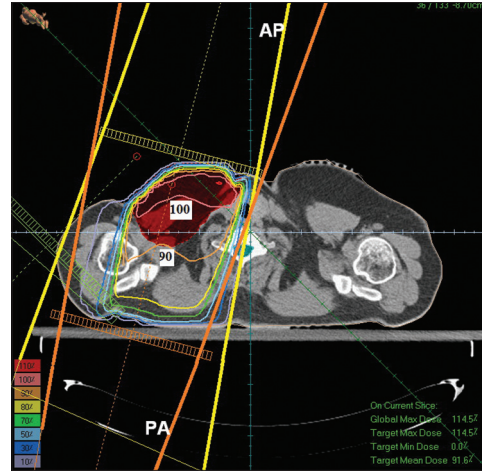 36 / 133 -8.70cm
AP
100
90
110%
100%
90%
80%
70%
50%
30%
10%
PA
On Current Slice:
Global Max Dose 114.5%
Target Max Dose 114.5%
Target Min Dose 0.0%
Target Mean Dose 91.6%